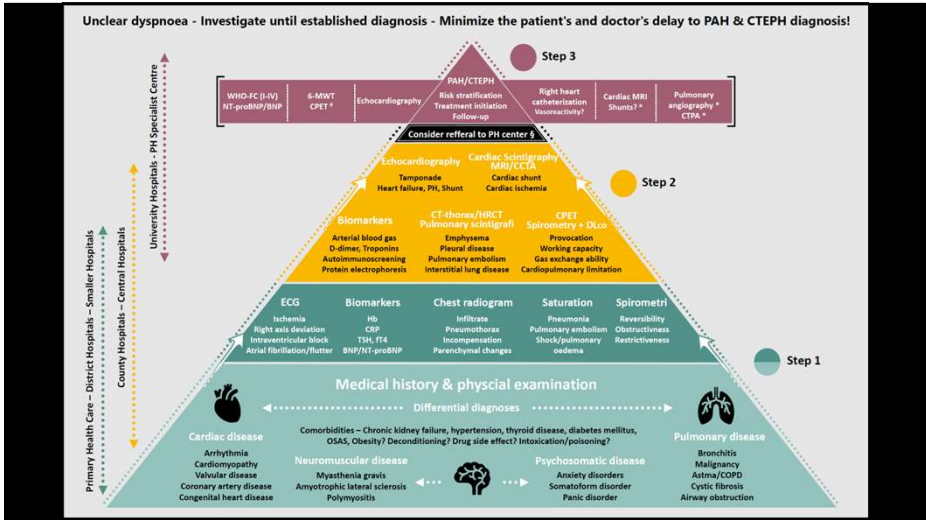 Unclear dyspnoea - Investigate until established diagnosis - Minimize the patient's and doctor's delay to PAH & CTEPH diagnosis!
Step 3
PAH/CTEPH
Risk stratification
Treatment initiation
Follow-up
WHO-FC (I-IV)
NT-proBNP/BNP
6-MWT
CPET #
Echocardiography
Right heart
catheterization
Vasoreactivity?
Cardiac MRI
Shunts? *
Pulmonary
angiography *
CTPA *
Consider refferal to PH center §
Step 2
Echocardiography
Tamponade
Heart failure, PH, Shunt
Cardiac Scintigraphy
MRI/CCTA
Cardiac shunt
Cardiac ischemia
Biomarkers
Arterial blood gas
D-dimer, Troponins
Autoimmunoscreening
Protein electrophoresis
CT-thorax/HRCT
Pulmonary scintigrafi
Emphysema
Pleural disease
Pulmonary embolism
Interstitial lung disease
CPET
Spirometry + DLco
Provocation
Working capacity
Gas exchange ability
Cardiopulmonary limitation
ECG
Ischemia
Right axis deviation
Intraventricular block
Atrial fibrillation/flutter
Biomarkers
Hb
CRP
TSH, fT4
BNP/NT-proBNP
Chest radiogram
Infiltrate
Pneumothorax
Incompensation
Parenchymal changes
Saturation
Pneumonia
Pulmonary embolism
Shock/pulmonary
oedema
Spirometri
Reversibility
Obstructivness
Restrictiveness
Step 1
Medical history & physcial examination
Differential diagnoses
Comorbidities – Chronic kidney failure, hypertension, thyroid disease, diabetes mellitus,
OSAS, Obesity? Deconditioning? Drug side effect? Intoxication/poisoning?
Cardiac disease
Arrhythmia
Cardiomyopathy
Valvular disease
Coronary artery disease
Congenital heart disease
Neuromuscular disease
Myasthenia gravis
Amyotrophic lateral sclerosis
Polymyositis
Psychosomatic disease
Anxiety disorders
Somatoform disorder
Panic disorder
Pulmonary disease
Bronchitis
Malignancy
Astma/COPD
Cystic fibrosis
Airway obstruction
Primary Health Care – District Hospitals – Smaller Hospitals
County Hospitals – Central Hospitals
University Hospitals - PH Specialist Centre